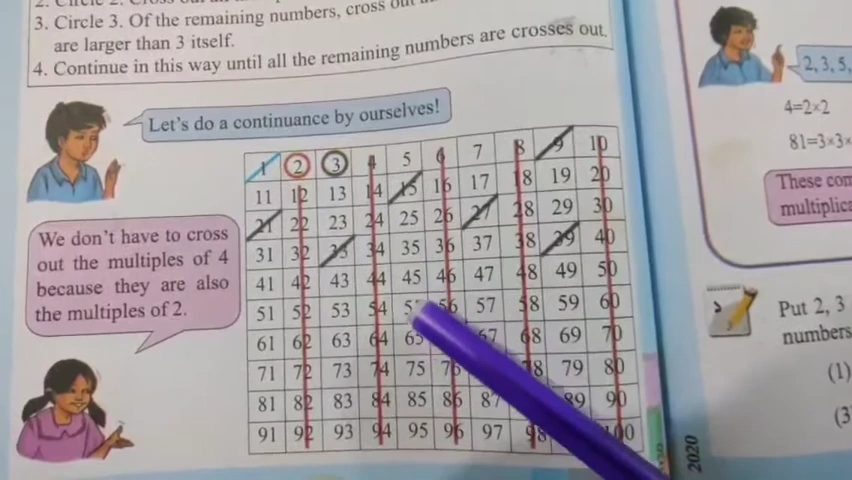 2. Circle 2.
3. Circle 3. Of the remaining numbers, cross out
are larger than 3 itself.
4. Continue in this way until all the remaining numbers are crosses out.
Let's do a continuance by ourselves!
We don't have to cross
out the multiples of 4
because they are also
the multiples of 2.
1 2 3 4 5 6 7 8 9 10
11 12 13 14 15 16 17 18 19 20
21 22 23 24 25 26 27 28 29 30
31 32 33 34 35 36 37 38 39 40
41 42 43 44 45 46 47 48 49 50
51 52 53 54 56 57 58 59 60
61 62 63 64 65 67 68 69 70
71 72 73 74 75 76 78 79 80
81 82 83 84 85 86 87 89 90
91 92 93 94 95 96 97 98 100
2, 3, 5,
4=2×2
81=3×3×
These com
multiplica
Put 2, 3
numbers
(1)
(3
2020